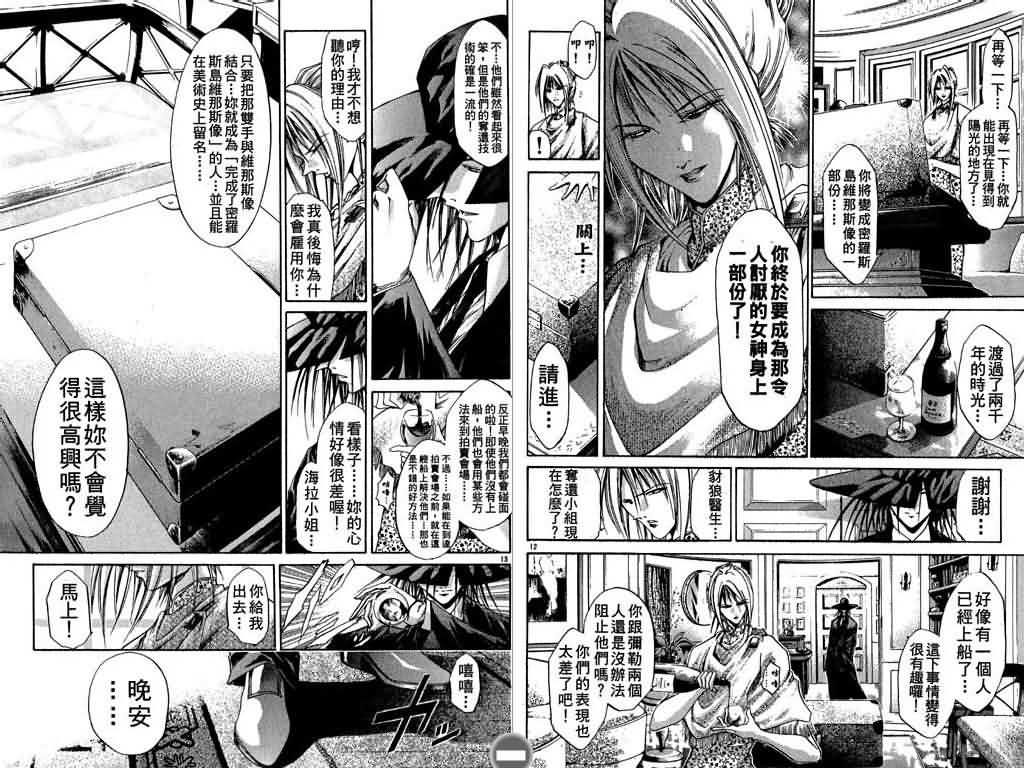 再等一下…
再等一下…你就
能出現在見得到
陽光的地方了…
你將變成密羅斯
島維那斯像的一
部份……
叩!
叩!
!
你終於要成為那令
人討厭的女神身上
一部份了!
渡過了兩千
年的時光…
關上…
請進…
謝謝…
豺狼醫生…
奪還小組現
在怎麼了?
12
好像有一個人
已經上船了…
這下事情變得
很有趣囉!
你跟彌勒兩個
人還是沒辦法
阻止他們嗎?
你們的表現也
太差了吧!
不…他們雖然看起來很
笨,但是他們的奪還技
術的確是一流的!
哼!我才不想
聽你的理由…
我真後悔為什
麼會雇用你…
只要把那雙手與維那斯像
結合…妳就成為「完成了密羅
斯島維那斯像」的人…並且能
在美術史上留名……
反正早晚我們都會碰面
的啦!即使他們沒有上
船,他們也會用某些方
法來到拍賣會場…
不過……如果能在到達
拍賣會場之前,就在這
艘船上解決他們…那也
是不錯的好方法…
看樣子……妳的心
情好像很差喔!
海拉小姐…
這樣妳不會覺
得很高興嗎?
13
你給我
出去…
馬上!
嘻嘻…
晚安
……